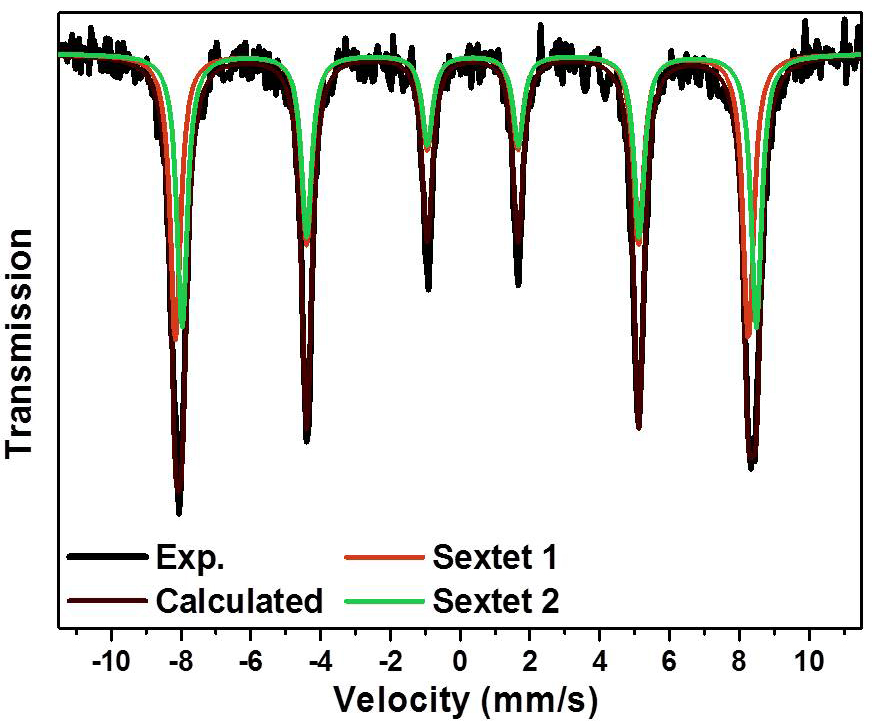 Transmission
Exp.
Sextet 1
Calculated
Sextet 2
-10 -8 -6 -4 -2 0 2 4 6 8 10
Velocity (mm/s)